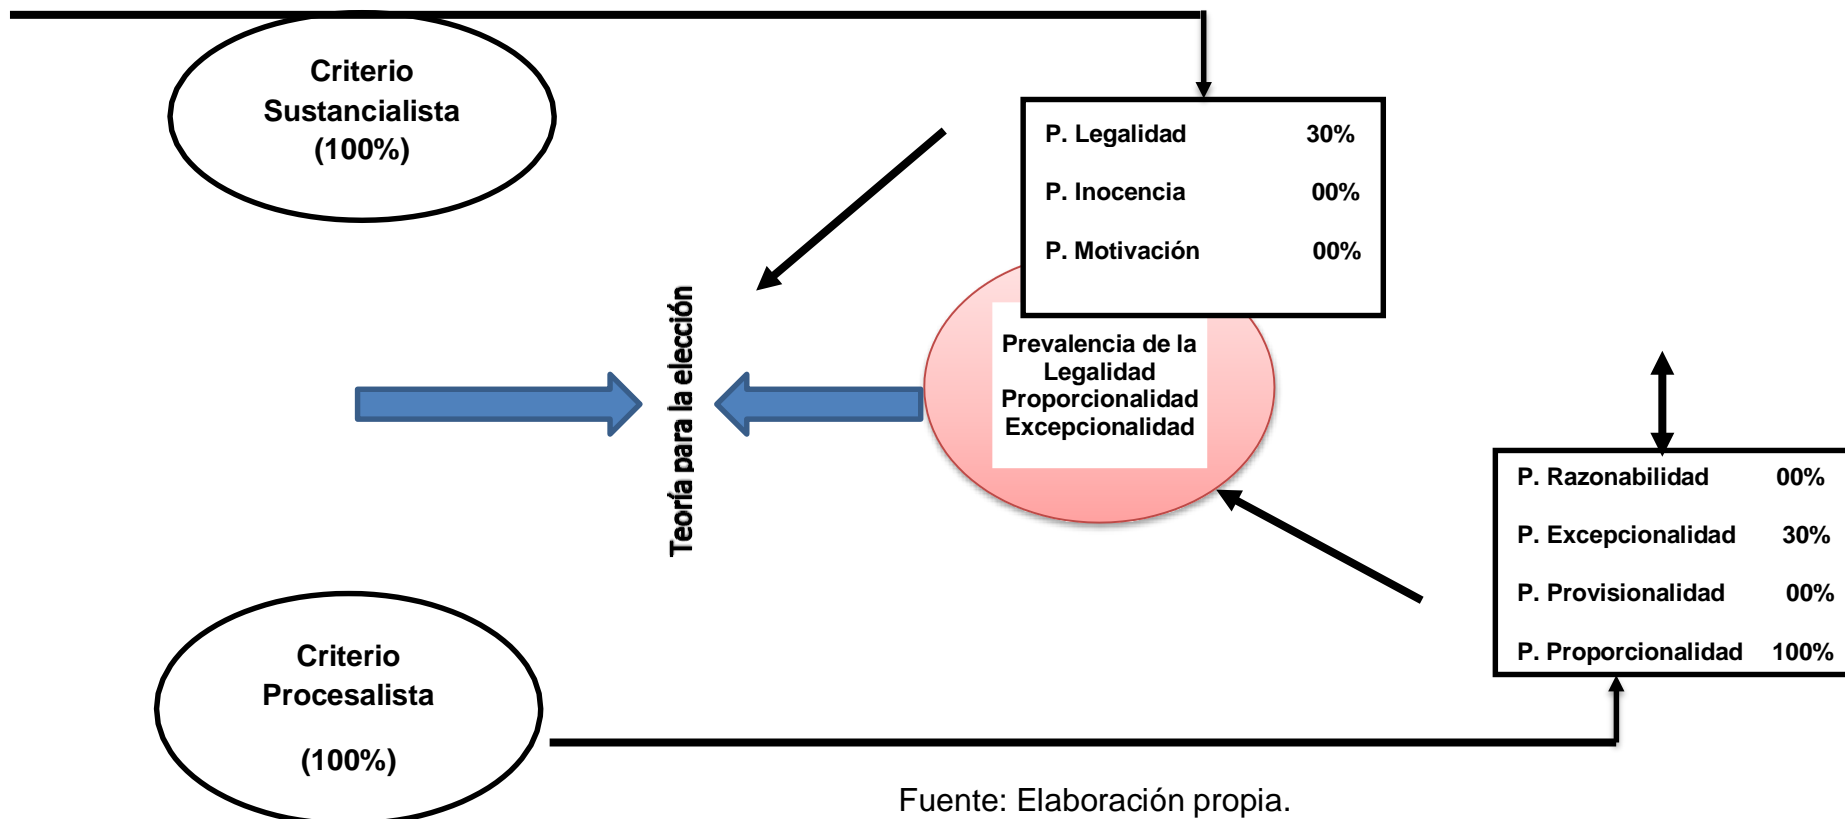 Criterio
Sustancialista
(100%)
P. Legalidad 30%
P. Inocencia 00%
P. Motivación 00%
Teoría para la elección
Prevalencia de la
Legalidad
Proporcionalidad
Excepcionalidad
P. Razonabilidad 00%
P. Excepcionalidad 30%
P. Provisionalidad 00%
P. Proporcionalidad 100%
Criterio
Procesalista
(100%)
Fuente: Elaboración propia.